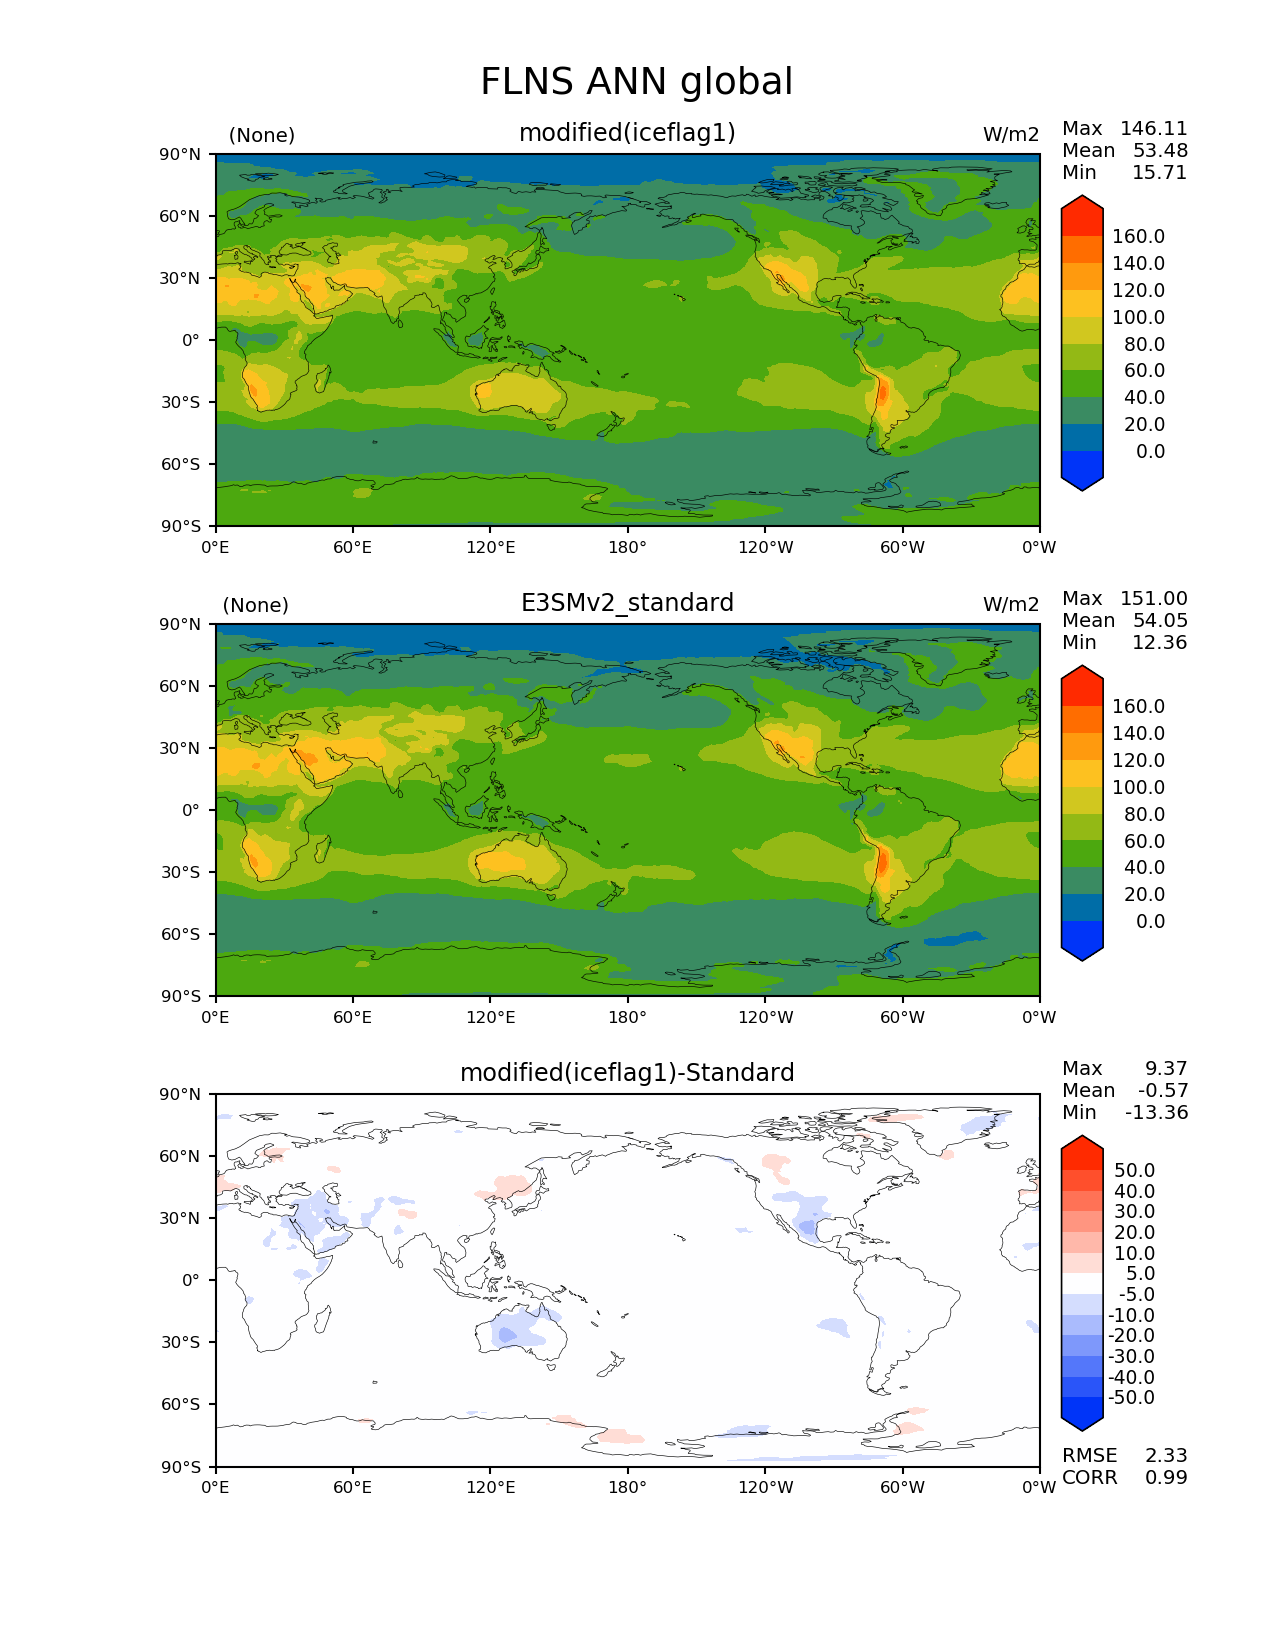 FLNS ANN global
(None) modified(iceflag1) W/m2
Max 146.11
Mean 53.48
Min 15.71
90°N
60°N
30°N
0°
30°S
60°S
90°S
0°E 60°E 120°E 180° 120°W 60°W 0°W
160.0
140.0
120.0
100.0
80.0
60.0
40.0
20.0
0.0
(None) E3SMv2_standard W/m2
Max 151.00
Mean 54.05
Min 12.36
90°N
60°N
30°N
0°
30°S
60°S
90°S
0°E 60°E 120°E 180° 120°W 60°W 0°W
160.0
140.0
120.0
100.0
80.0
60.0
40.0
20.0
0.0
modified(iceflag1)-Standard
Max 9.37
Mean -0.57
Min -13.36
90°N
60°N
30°N
0°
30°S
60°S
90°S
0°E 60°E 120°E 180° 120°W 60°W 0°W
50.0
40.0
30.0
20.0
10.0
5.0
-5.0
-10.0
-20.0
-30.0
-40.0
-50.0
RMSE 2.33
CORR 0.99